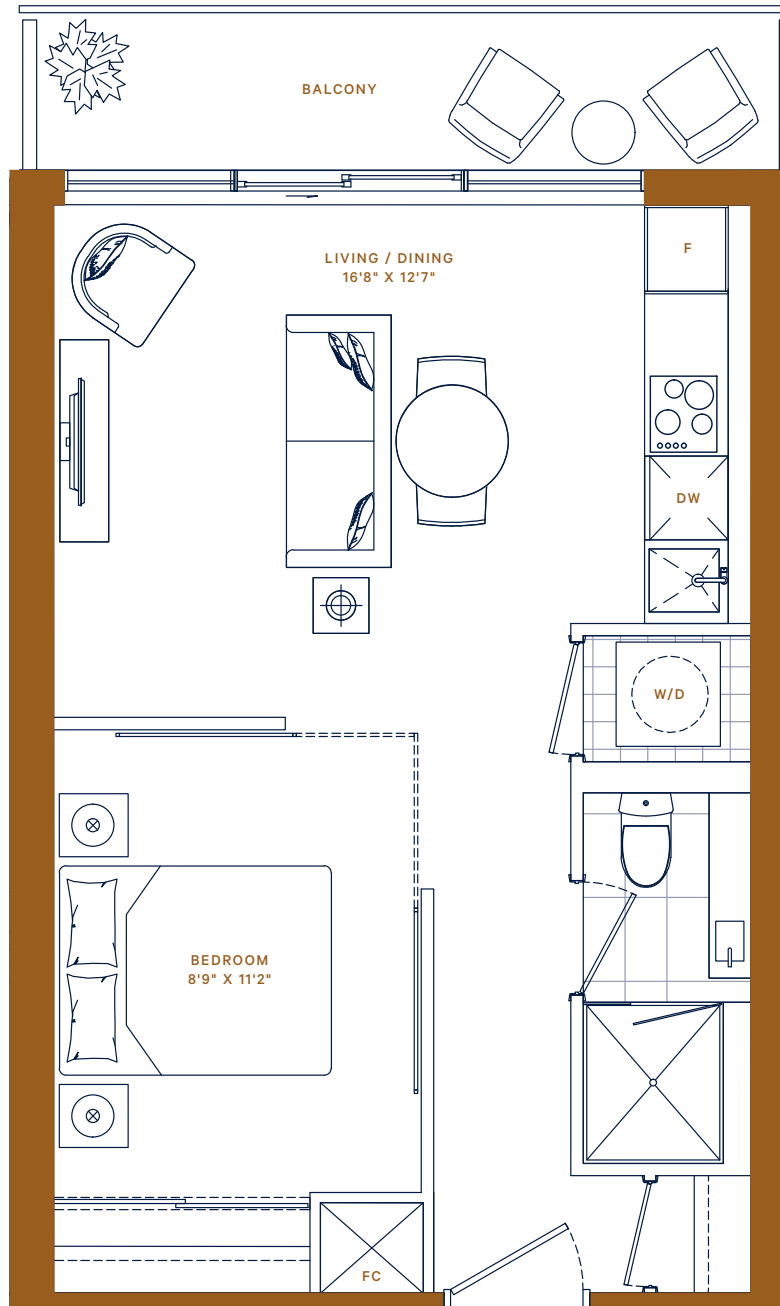 BALCONY
LIVING / DINING
16'8" X 12'7"
F
DW
W/D
BEDROOM
8'9" X 11'2"
FC